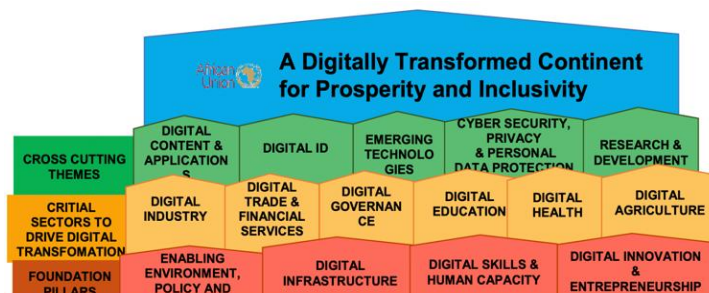 African
Union
A Digitally Transformed Continent
for Prosperity and Inclusivity
CROSS CUTTING
THEMES
DIGITAL
CONTENT &
APPLICATION
S
DIGITAL ID
EMERGING
TECHNOLO
GIES
CYBER SECURITY,
PRIVACY
& PERSONAL
DATA PROTECTION
RESEARCH &
DEVELOPMENT
CRITIAL
SECTORS TO
DRIVE DIGITAL
TRANSFOMATION
DIGITAL
INDUSTRY
DIGITAL
TRADE &
FINANCIAL
SERVICES
DIGITAL
GOVERNAN
CE
DIGITAL
EDUCATION
DIGITAL
HEALTH
DIGITAL
AGRICULTURE
FOUNDATION
PILLARS
ENABLING
ENVIRONMENT,
POLICY AND
DIGITAL
INFRASTRUCTURE
DIGITAL SKILLS &
HUMAN CAPACITY
DIGITAL INNOVATION
&
ENTREPRENEURSHIP